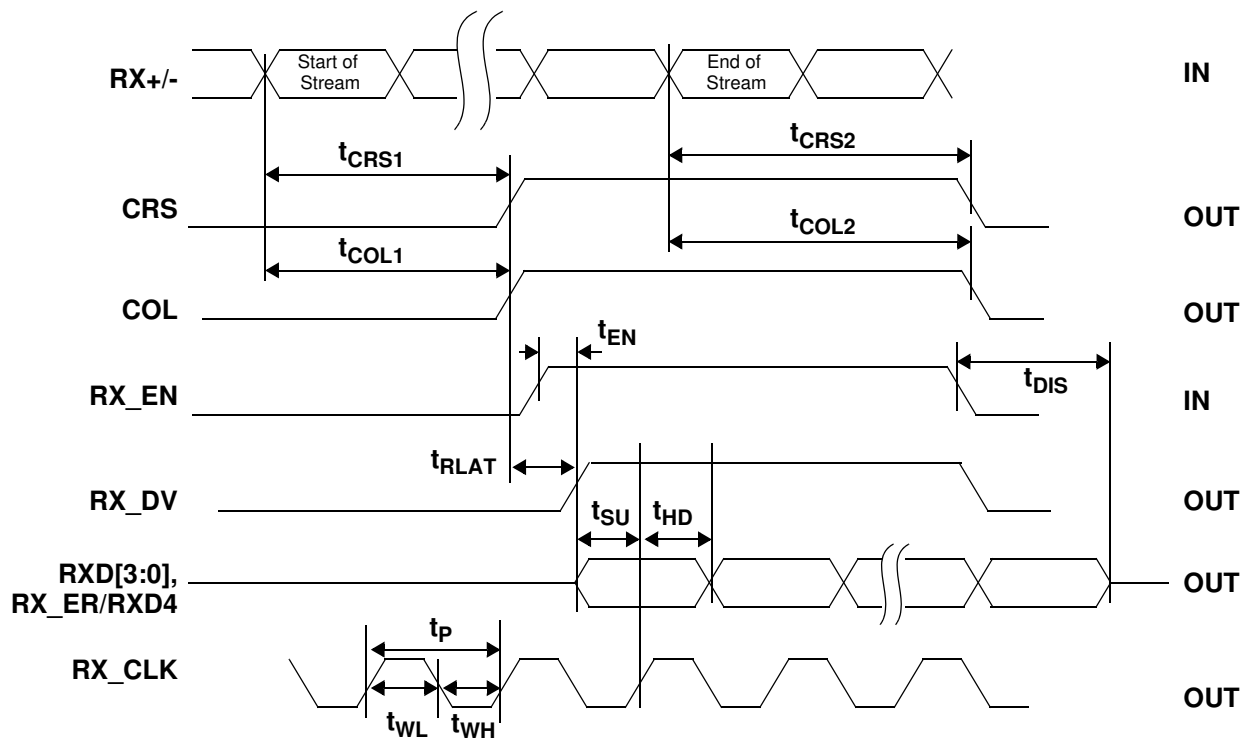 RX+/-
Start of
Stream
End of
Stream
IN
tCRS1
tCRS2
CRS
OUT
tCOL1
tCOL2
COL
OUT
tEN
RX_EN
tDIS
IN
tRLAT
RX_DV
OUT
tSU
tHD
RXD[3:0],
RX_ER/RXD4
OUT
tP
RX_CLK
OUT
tWL
tWH